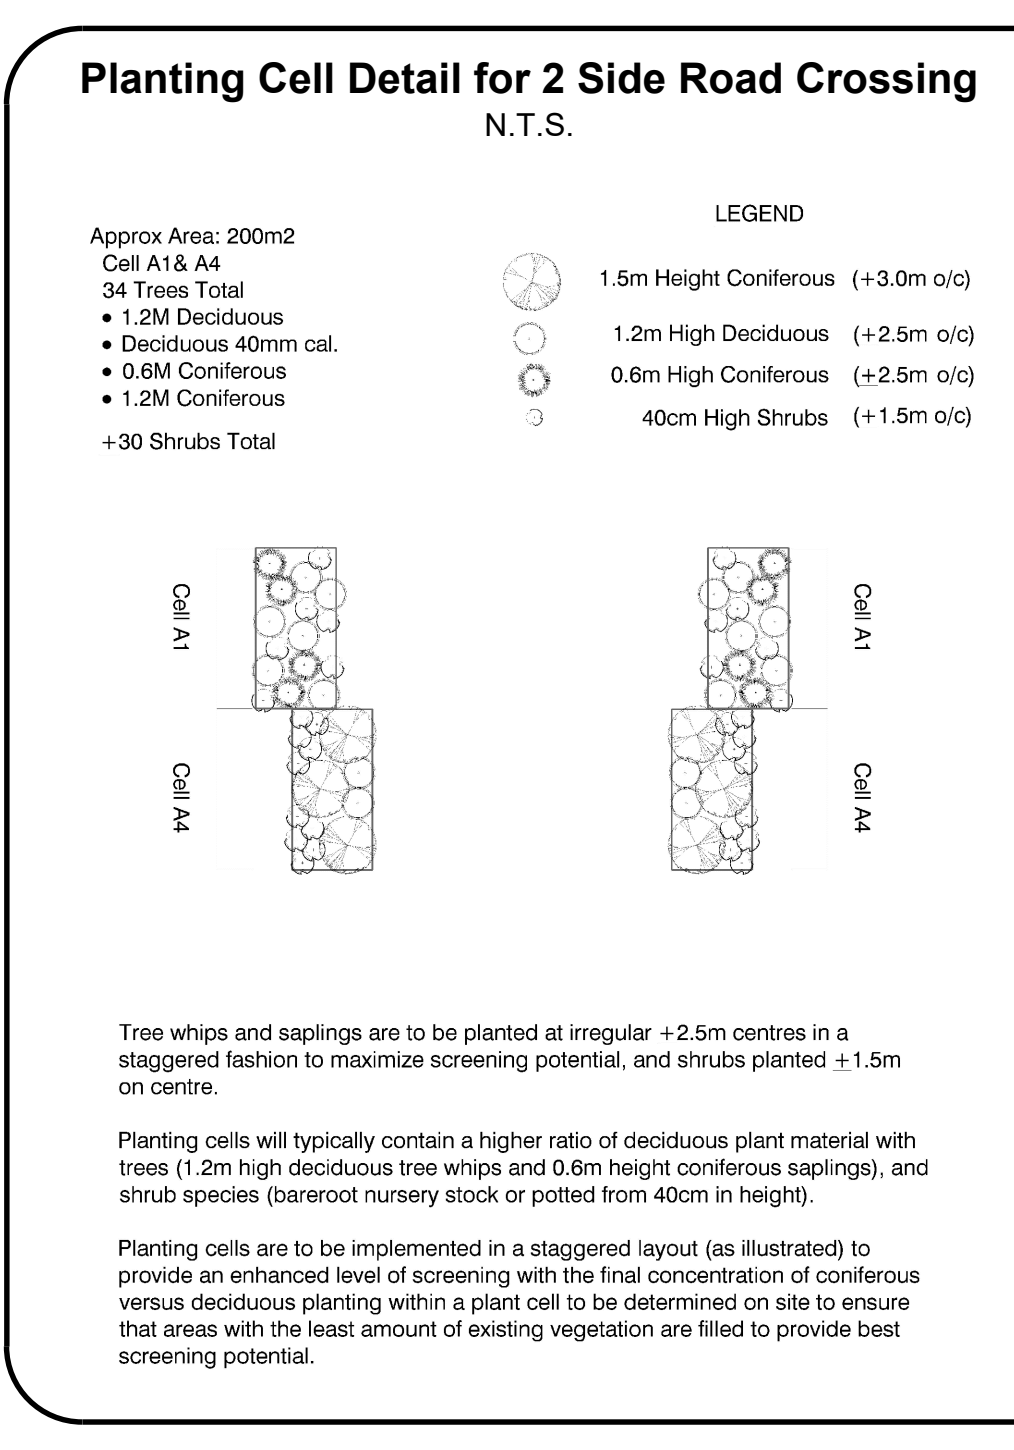 Planting Cell Detail for 2 Side Road Crossing
N.T.S.
Approx Area: 200m2
Cell A1& A4
34 Trees Total
• 1.2M Deciduous
• Deciduous 40mm cal.
• 0.6M Coniferous
• 1.2M Coniferous
+30 Shrubs Total
LEGEND
1.5m Height Coniferous (+3.0m o/c)
1.2m High Deciduous (+2.5m o/c)
0.6m High Coniferous (±2.5m o/c)
40cm High Shrubs (+1.5m o/c)
Cell A1
Cell A1
Cell A4
Cell A4
Tree whips and saplings are to be planted at irregular +2.5m centres in a
staggered fashion to maximize screening potential, and shrubs planted ±1.5m
on centre.
Planting cells will typically contain a higher ratio of deciduous plant material with
trees (1.2m high deciduous tree whips and 0.6m height coniferous saplings), and
shrub species (bareroot nursery stock or potted from 40cm in height).
Planting cells are to be implemented in a staggered layout (as illustrated) to
provide an enhanced level of screening with the final concentration of coniferous
versus deciduous planting within a plant cell to be determined on site to ensure
that areas with the least amount of existing vegetation are filled to provide best
screening potential.